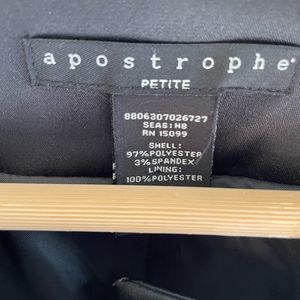 apostrophe
PETITE
8806307026727
SEAS: H8
RN 15099
SHELL:
97%POLYESTER
3%SPANDEX
LINING:
100%POLYESTER